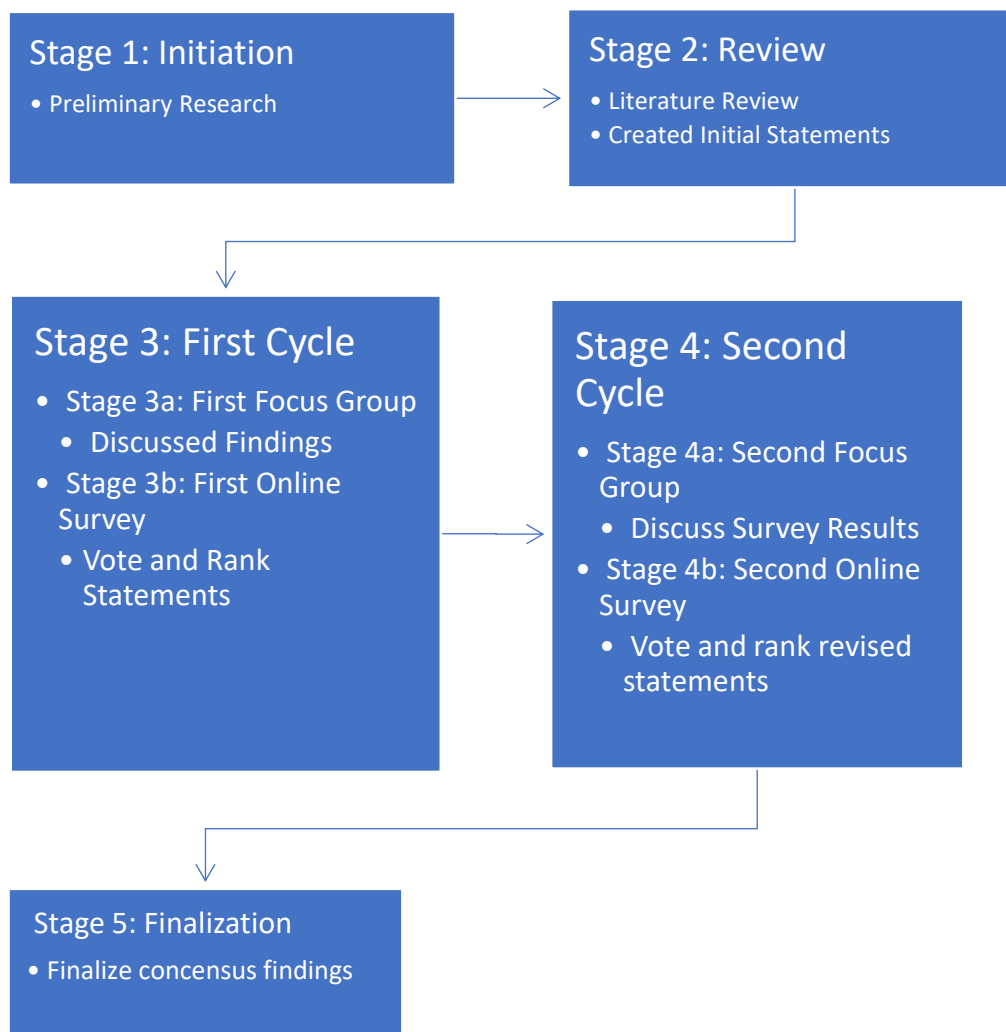 Stage 1: Initiation
• Preliminary Research
Stage 2: Review
• Literature Review
• Created Initial Statements
Stage 3: First Cycle
• Stage 3a: First Focus Group
• Discussed Findings
• Stage 3b: First Online
Survey
• Vote and Rank
Statements
Stage 4: Second
Cycle
• Stage 4a: Second Focus
Group
• Discuss Survey Results
• Stage 4b: Second Online
Survey
• Vote and rank revised
statements
Stage 5: Finalization
• Finalize concensus findings